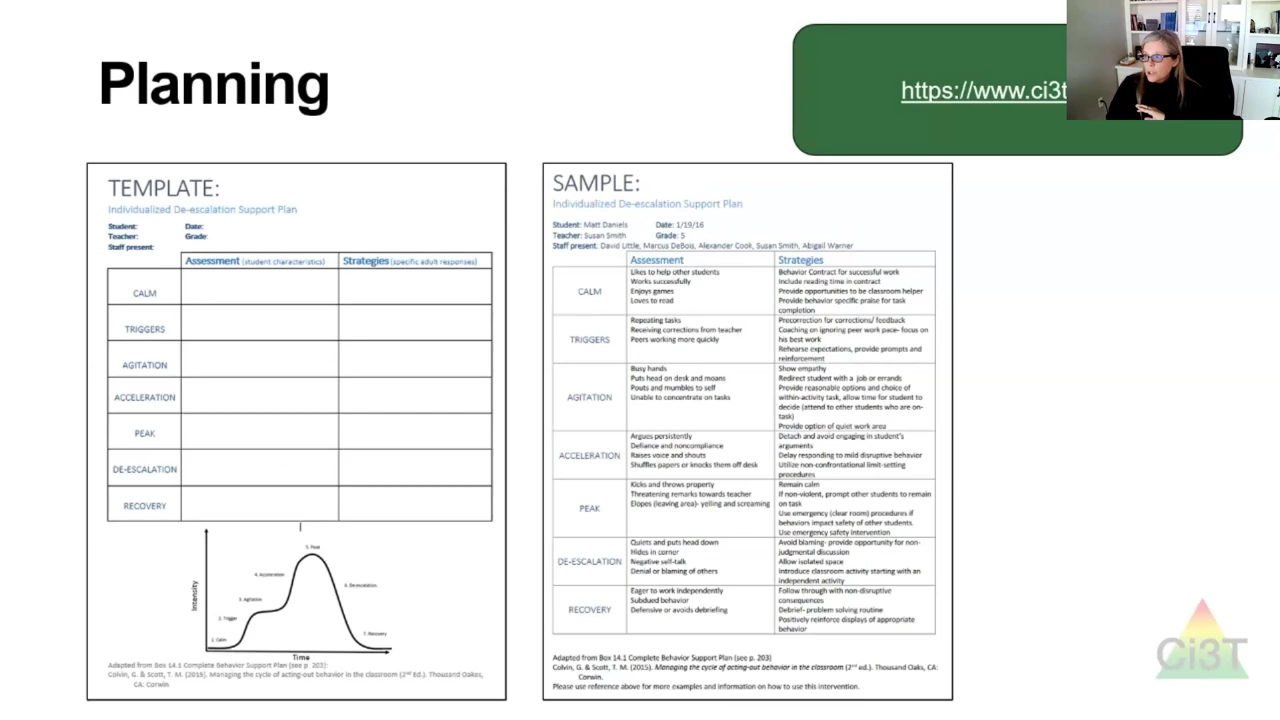 Planning
https://www.ci3t
TEMPLATE:
Individualized De-escalation Support Plan
Student: Date:
Teacher: Grade:
Staff present:
Assessment (student characteristics) Strategies (specific adult responses)
CALM
TRIGGERS
AGITATION
ACCELERATION
PEAK
DE-ESCALATION
RECOVERY
Intensity
1. Calm
2. Trigger
3. Agitation
4. Acceleration
5. Peak
6. De-escalation
7. Recovery
Time
Adapted from Box 14.1 Complete Behavior Support Plan (see p. 203):
Colvin, G. & Scott, T. M. (2015). Managing the cycle of acting-out behavior in the classroom (2nd Ed.). Thousand Oaks,
CA: Corwin
SAMPLE:
Individualized De-escalation Support Plan
Student: Matt Daniels Date: 1/19/16
Teacher: Susan Smith Grade: 5
Staff present: David Little, Marcus DeBois, Alexander Cook, Susan Smith, Abigail Warner
Assessment Strategies
CALM
Likes to help other students
Works successfully
Enjoys games
Loves to read
Behavior Contract for successful work
Include reading time in contract
Provide opportunities to be classroom helper
Provide behavior specific praise for task
completion
TRIGGERS
Repeating tasks
Receiving corrections from teacher
Peers working more quickly
Precorrection for corrections/ feedback
Coaching on ignoring peer work pace- focus on
his best work
Rehearse expectations, provide prompts and
reinforcement
AGITATION
Busy hands
Puts head on desk and moans
Pouts and mumbles to self
Unable to concentrate on tasks
Show empathy
Redirect student with a job or errands
Provide reasonable options and choice of
within-activity task, allow time for student to
decide (attend to other students who are on-
task)
Provide option of quiet work area
ACCELERATION
Argues persistently
Defiance and noncompliance
Raises voice and shouts
Shuffles papers or knocks them off desk
Detach and avoid engaging in student's
arguments
Delay responding to mild disruptive behavior
Utilize non-confrontational limit-setting
procedures
PEAK
Kicks and throws property
Threatening remarks towards teacher
Elopes (leaving area)- yelling and screaming
Remain calm
If non-violent, prompt other students to remain
on task
Use emergency (clear room) procedures if
behaviors impact safety of other students.
Use emergency safety intervention
DE-ESCALATION
Quiets and puts head down
Hides in corner
Negative self-talk
Denial or blaming of others
Avoid blaming- provide opportunity for non-
judgmental discussion
Allow isolated space
Introduce classroom activity starting with an
independent activity
RECOVERY
Eager to work independently
Subdued behavior
Defensive or avoids debriefing
Follow through with non-disruptive
consequences
Debrief- problem solving routine
Positively reinforce displays of appropriate
behavior
Adapted from Box 14.1 Complete Behavior Support Plan (see p. 203)
Colvin, G. & Scott, T. M. (2015). Managing the cycle of acting-out behavior in the classroom (2nd ed.). Thousand Oaks, CA:
Corwin.
Please use reference above for more examples and information on how to use this intervention.
Ci3T